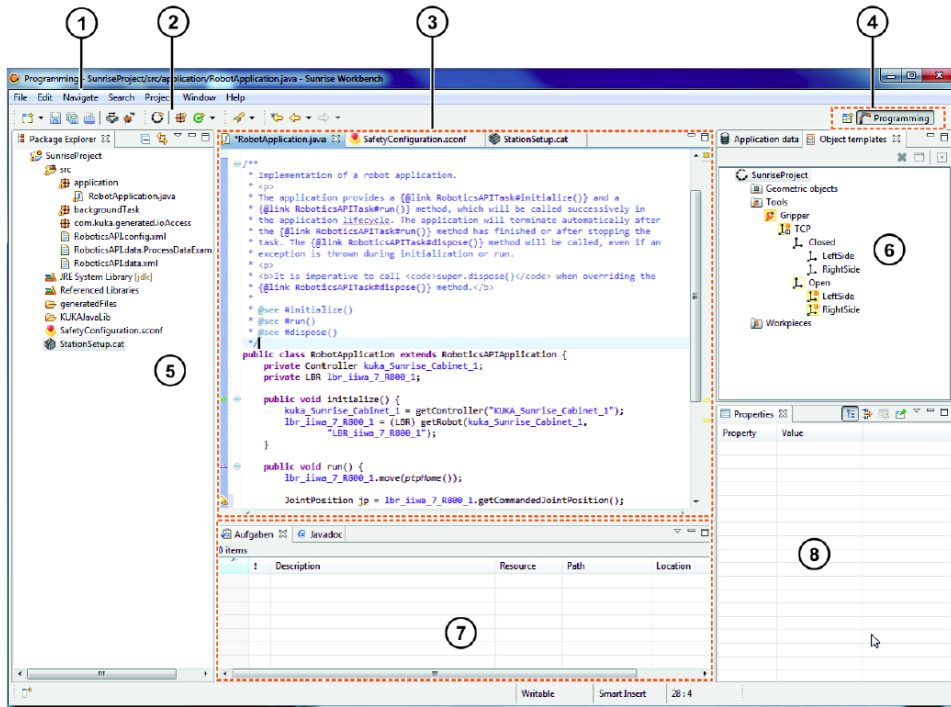 1 2 3 4
Programming - SunriseProject/src/application/RobotApplication.java - Sunrise Workbench
File Edit Navigate Search Project Window Help
Programming
Package Explorer
SunriseProject
src
application
RobotApplication.java
backgroundTask
com.kuka.generated.ioAccess
RoboticsAPI.config.xml
RoboticsAPI.data.ProcessDataExam
RoboticsAPI.data.xml
JRE System Library [jdk]
Referenced Libraries
generatedFiles
KUKAJavaLib
SafetyConfiguration.sconf
StationSetup.cat
5
*RobotApplication.java SafetyConfiguration.sconf StationSetup.cat
/**
* Implementation of a robot application.
* <p>
* The application provides a {@link RoboticsAPITask#initialize()} and a
* {@link RoboticsAPITask#run()} method, which will be called successively in
* the application lifecycle. The application will terminate automatically after
* the {@link RoboticsAPITask#run()} method has finished or after stopping the
* task. The {@link RoboticsAPITask#dispose()} method will be called, even if an
* exception is thrown during initialization or run.
* <p>
* <b>It is imperative to call <code>super.dispose()</code> when overriding the
* {@link RoboticsAPITask#dispose()} method.</b>
*
* @see #initialize()
* @see #run()
* @see #dispose()
*/
public class RobotApplication extends RoboticsAPIApplication {
private Controller kuka_Sunrise_Cabinet_1;
private LBR lbr_iiwa_7_R800_1;
public void initialize() {
kuka_Sunrise_Cabinet_1 = getController("KUKA_Sunrise_Cabinet_1");
lbr_iiwa_7_R800_1 = (LBR) getRobot(kuka_Sunrise_Cabinet_1,
"LBR_iiwa_7_R800_1");
}
public void run() {
lbr_iiwa_7_R800_1.move(ptpHome());
JointPosition jp = lbr_iiwa_7_R800_1.getCommandedJointPosition();
Aufgaben @ Javadoc
0 items
! Description Resource Path Location
7
Application data Object templates
SunriseProject
Geometric objects
Tools
Gripper
TCP
Closed
LeftSide
RightSide
Open
LeftSide
RightSide
Workpieces
6
Properties
Property Value
8
Writable Smart Insert 28 : 4